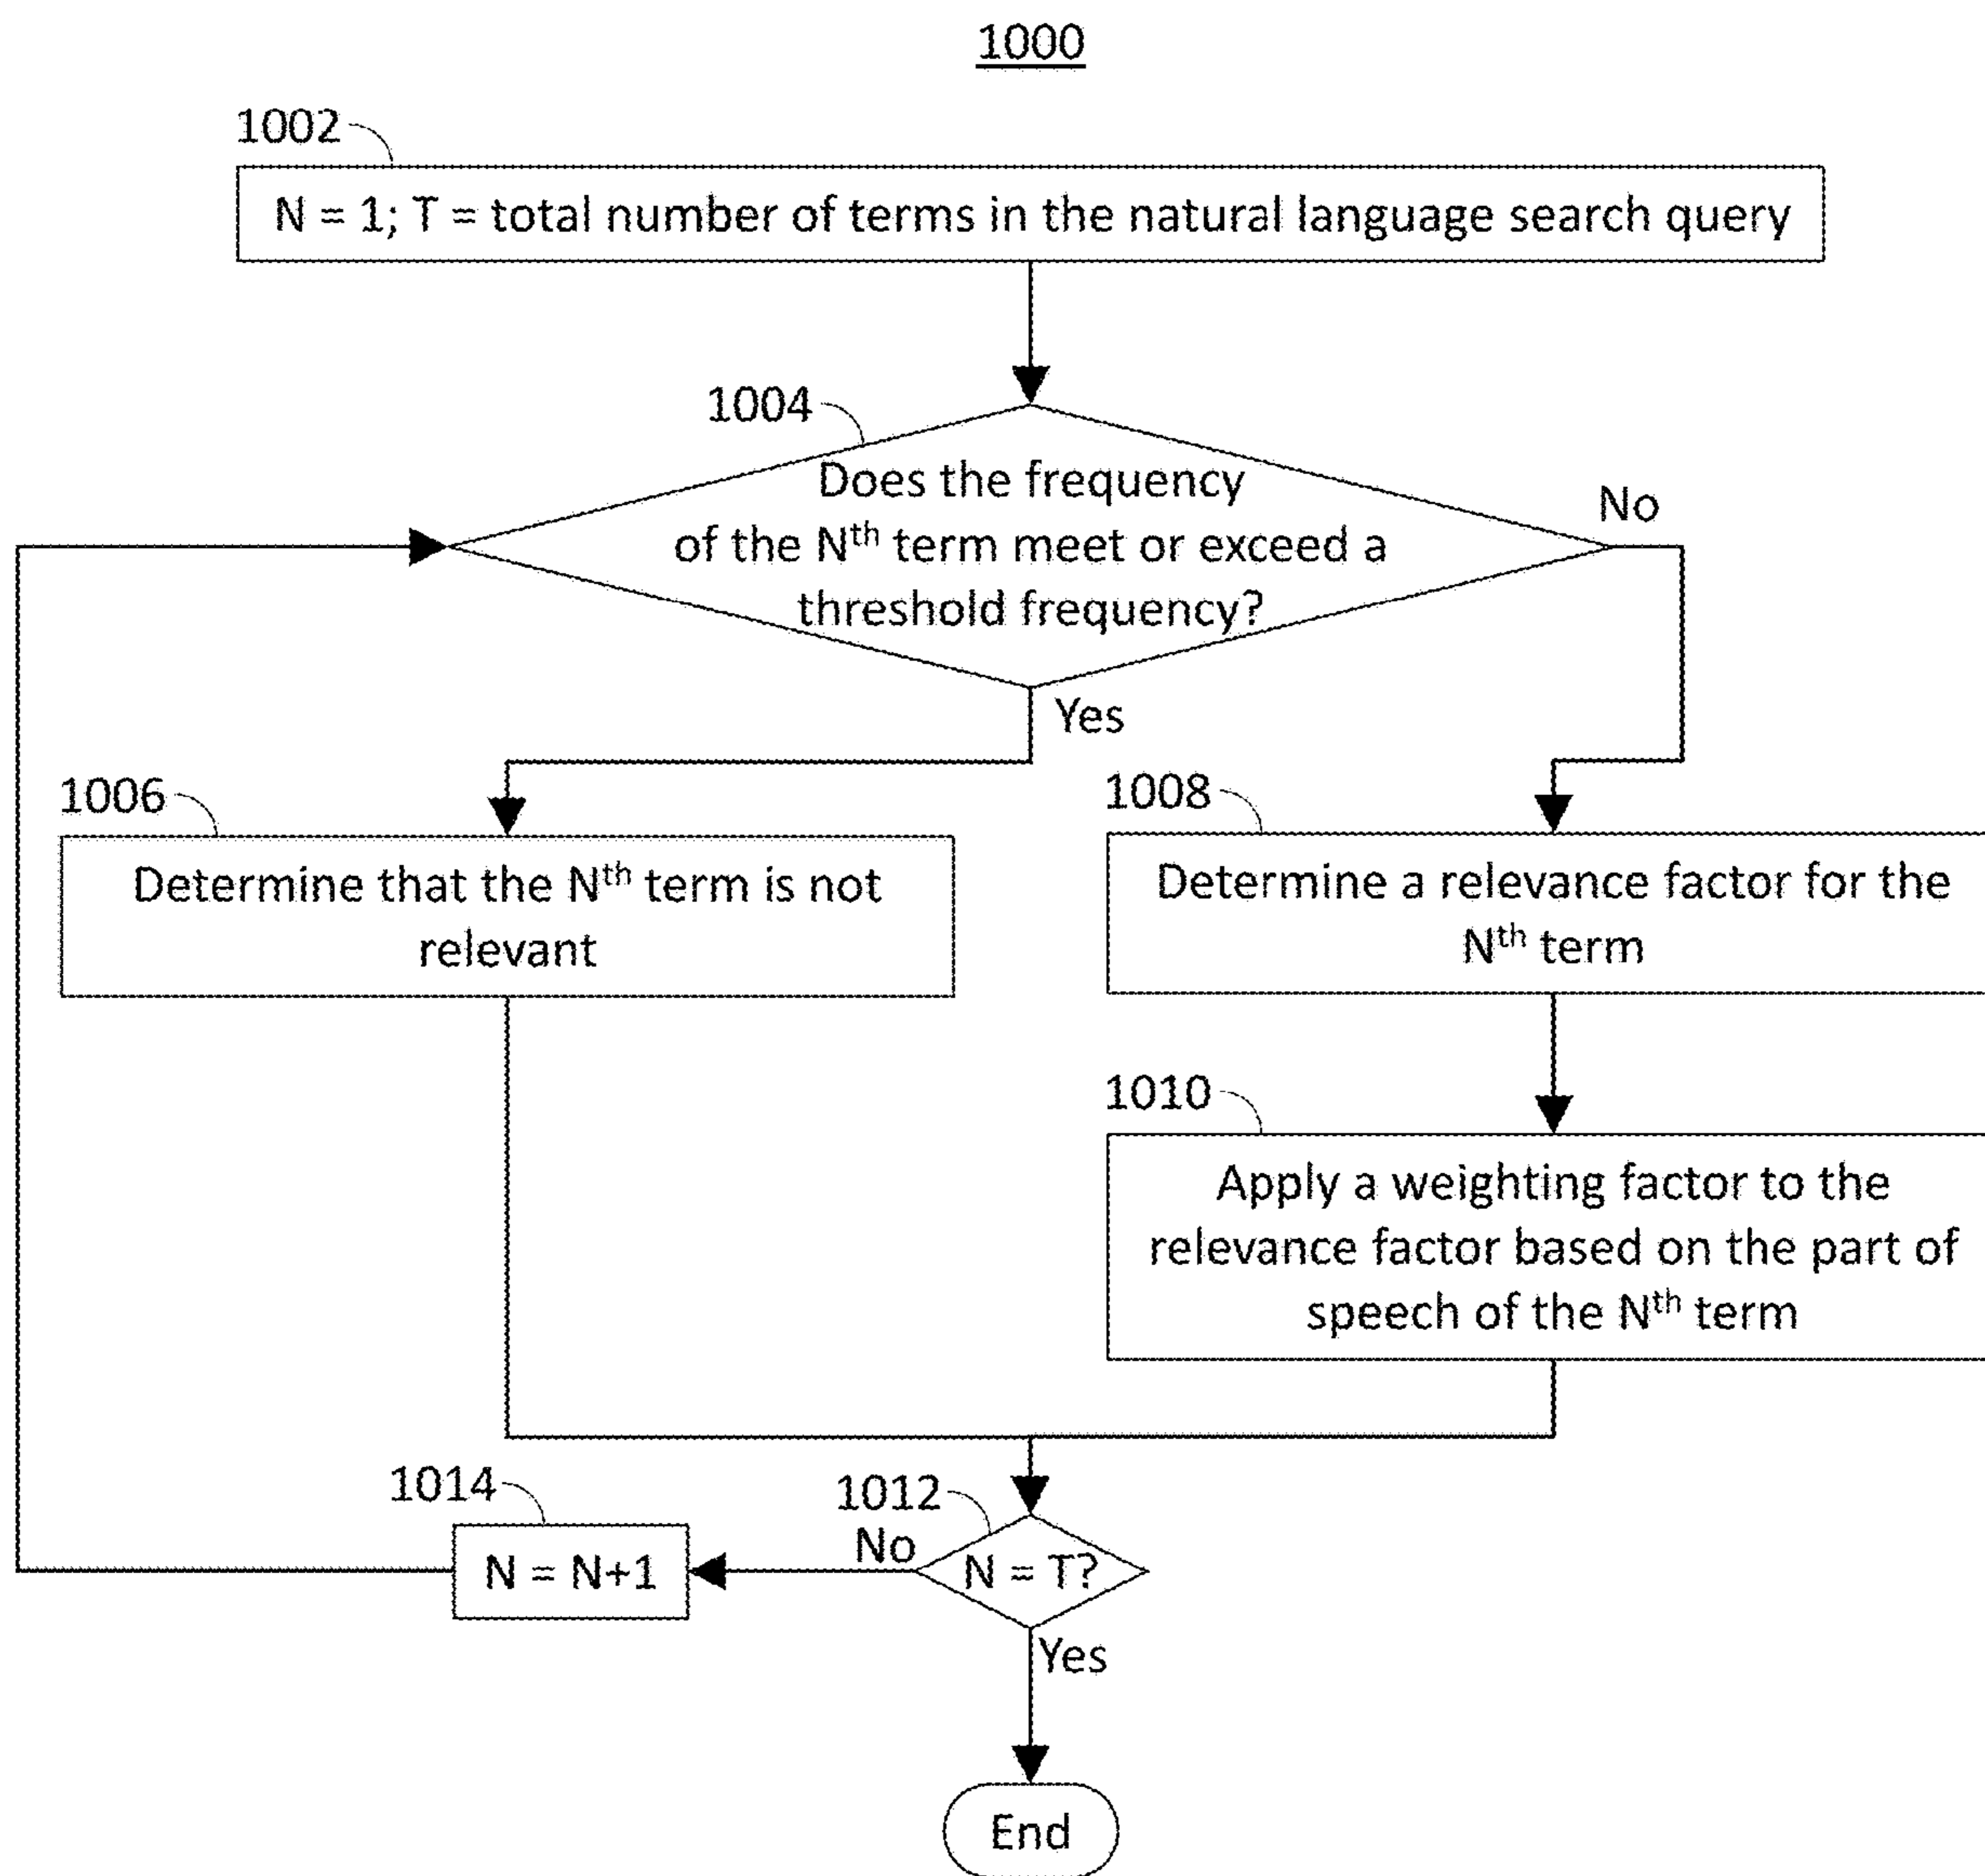 1000
1002
N = 1; T = total number of terms in the natural language search query
1004
Does the frequency
of the Nth term meet or exceed a
threshold frequency?
No
Yes
1006
Determine that the Nth term is not
relevant
1008
Determine a relevance factor for the
Nth term
1010
Apply a weighting factor to the
relevance factor based on the part of
speech of the Nth term
1014
N = N+1
1012
No
N = T?
Yes
End